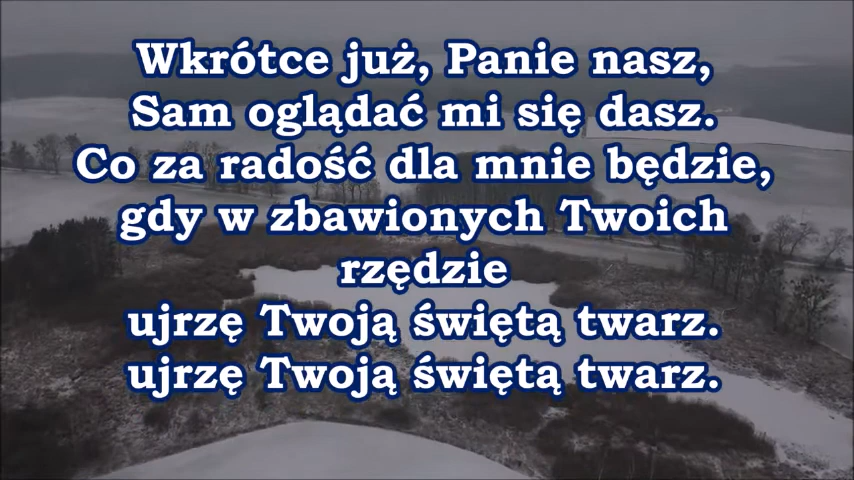 Wkrótce już, Panie nasz,
Sam oglądać mi się dasz.
Co za radość dla mnie będzie,
gdy w zbawionych Twoich
rzędzie
ujrzę Twoją świętą twarz.
ujrzę Twoją świętą twarz.